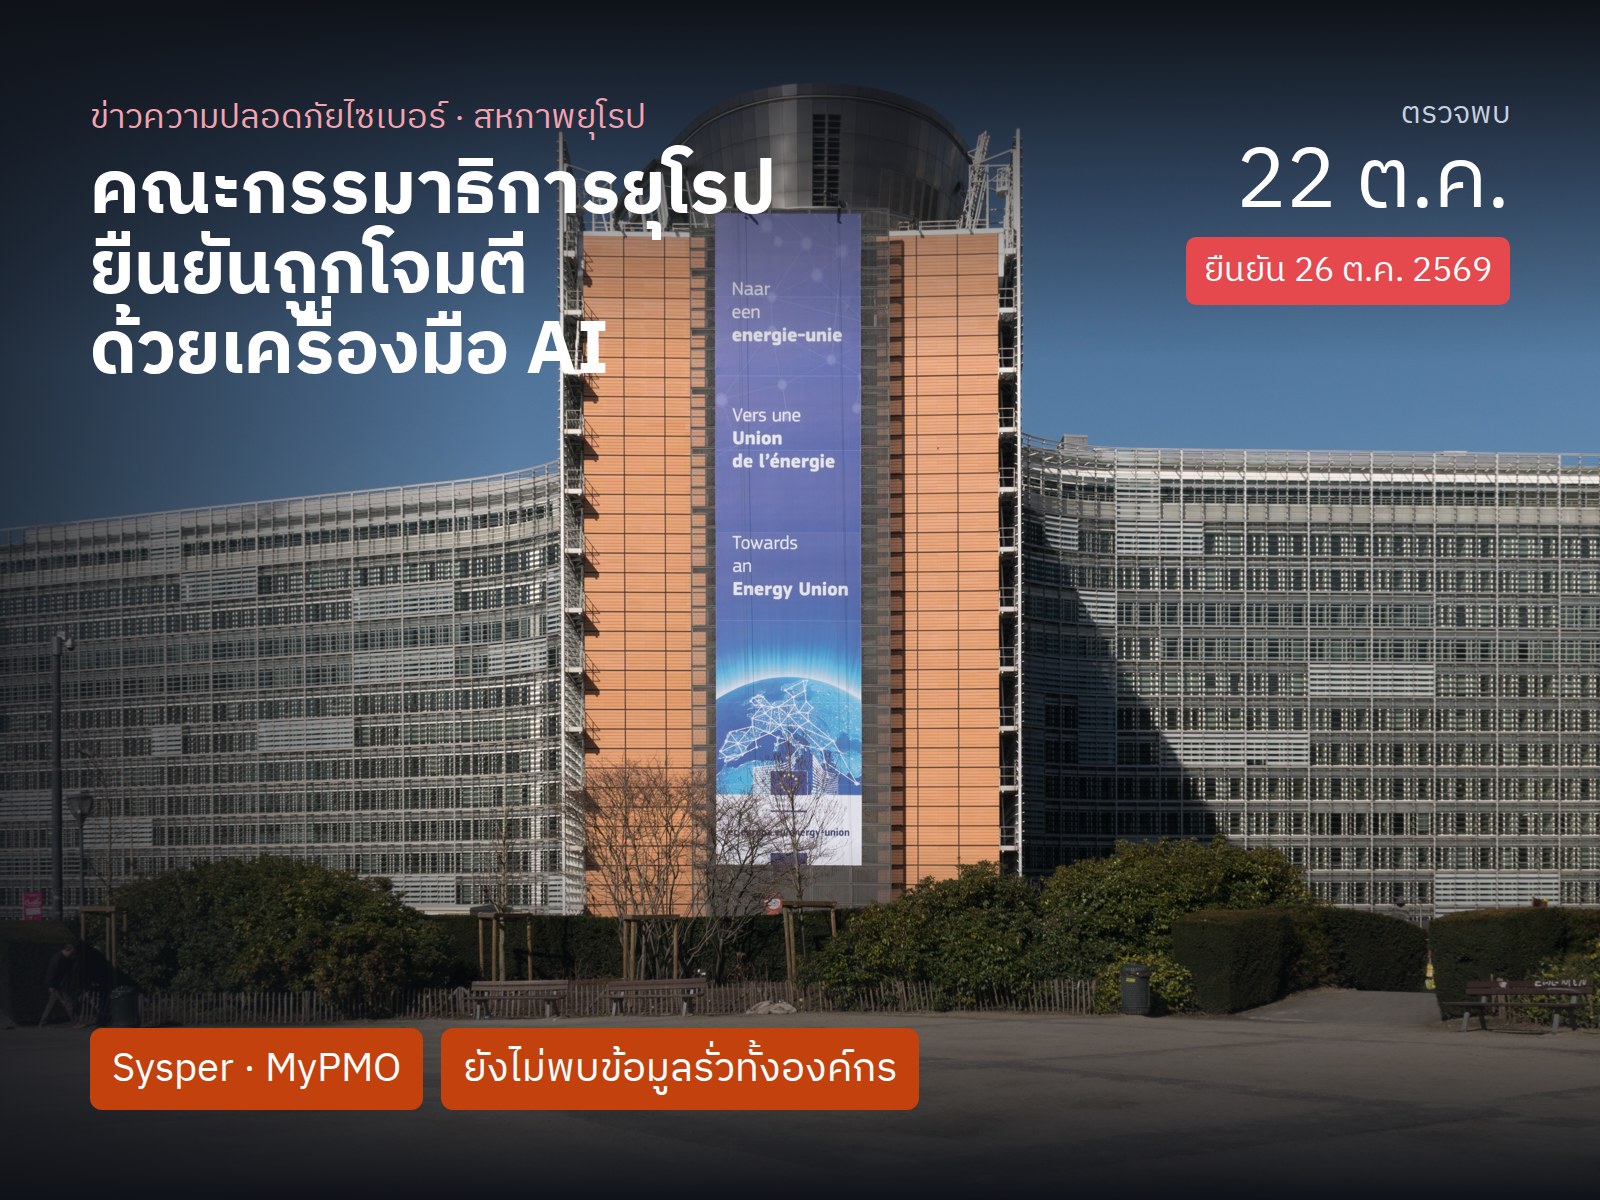 ข่าวความปลอดภัยไซเบอร์ · สหภาพยุโรป
คณะกรรมาธิการยุโรป
ยืนยันถูกโจมตี
ด้วยเครื่องมือ AI
ตรวจพบ
22 ต.ค.
ยืนยัน 26 ต.ค. 2569
Naar
een
energie-unie
Vers une
Union
de l'énergie
Towards
an
Energy Union
Sysper · MyPMO
ยังไม่พบข้อมูลรั่วทั้งองค์กร